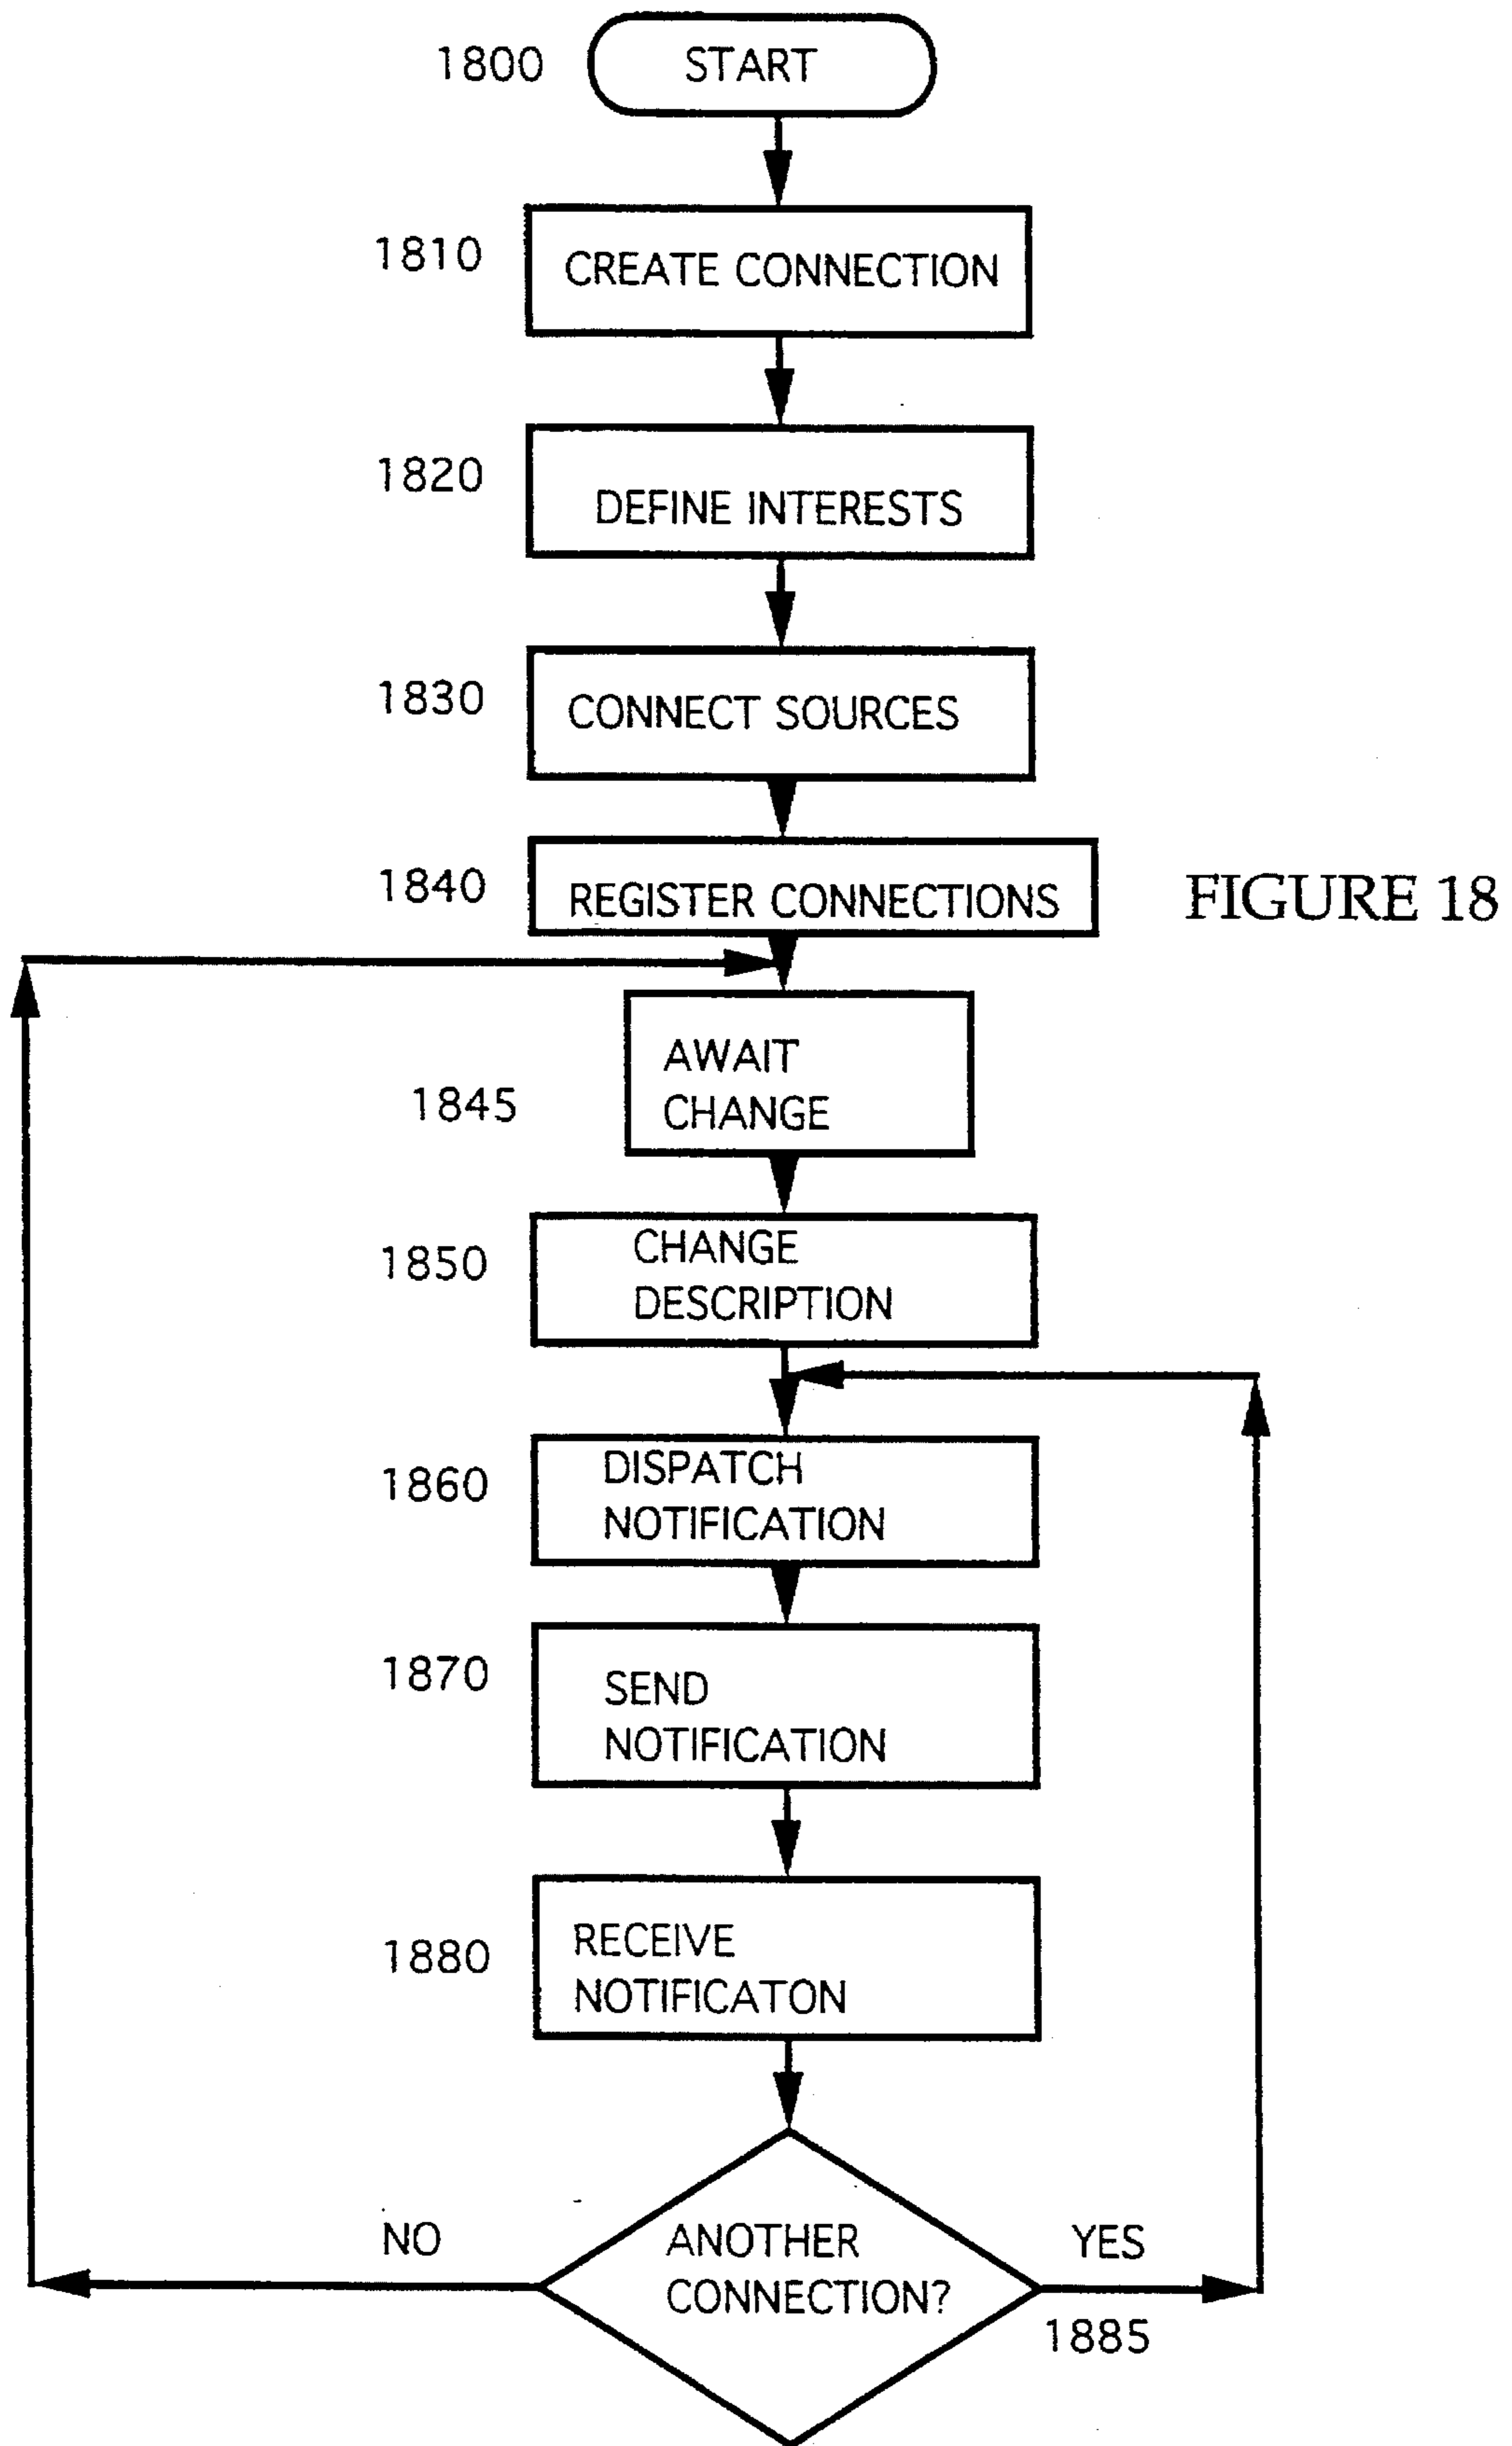 1800 START
1810 CREATE CONNECTION
1820 DEFINE INTERESTS
1830 CONNECT SOURCES
1840 REGISTER CONNECTIONS
FIGURE 18
1845 AWAIT
CHANGE
1850 CHANGE
DESCRIPTION
1860 DISPATCH
NOTIFICATION
1870 SEND
NOTIFICATION
1880 RECEIVE
NOTIFICATON
NO
ANOTHER
CONNECTION?
YES
1885